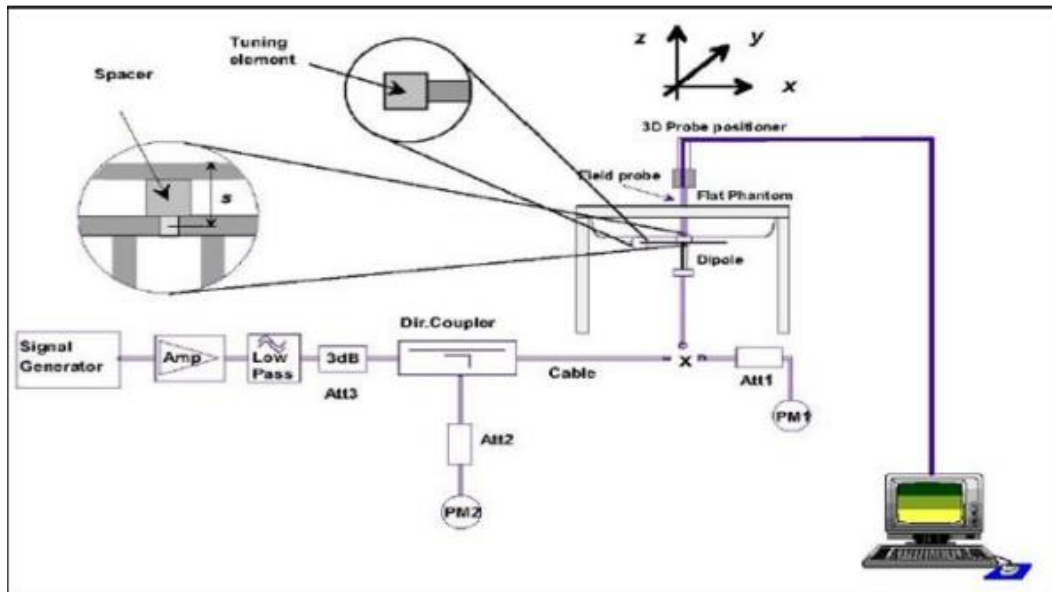 Tuning
element
Spacer
s
z
y
x
3D Probe positioner
Field probe
Flat Phantom
Dipole
Signal
Generator
Amp
Low
Pass
3dB
Att3
Dir.Coupler
Cable
x
Att1
PM1
Att2
PM2